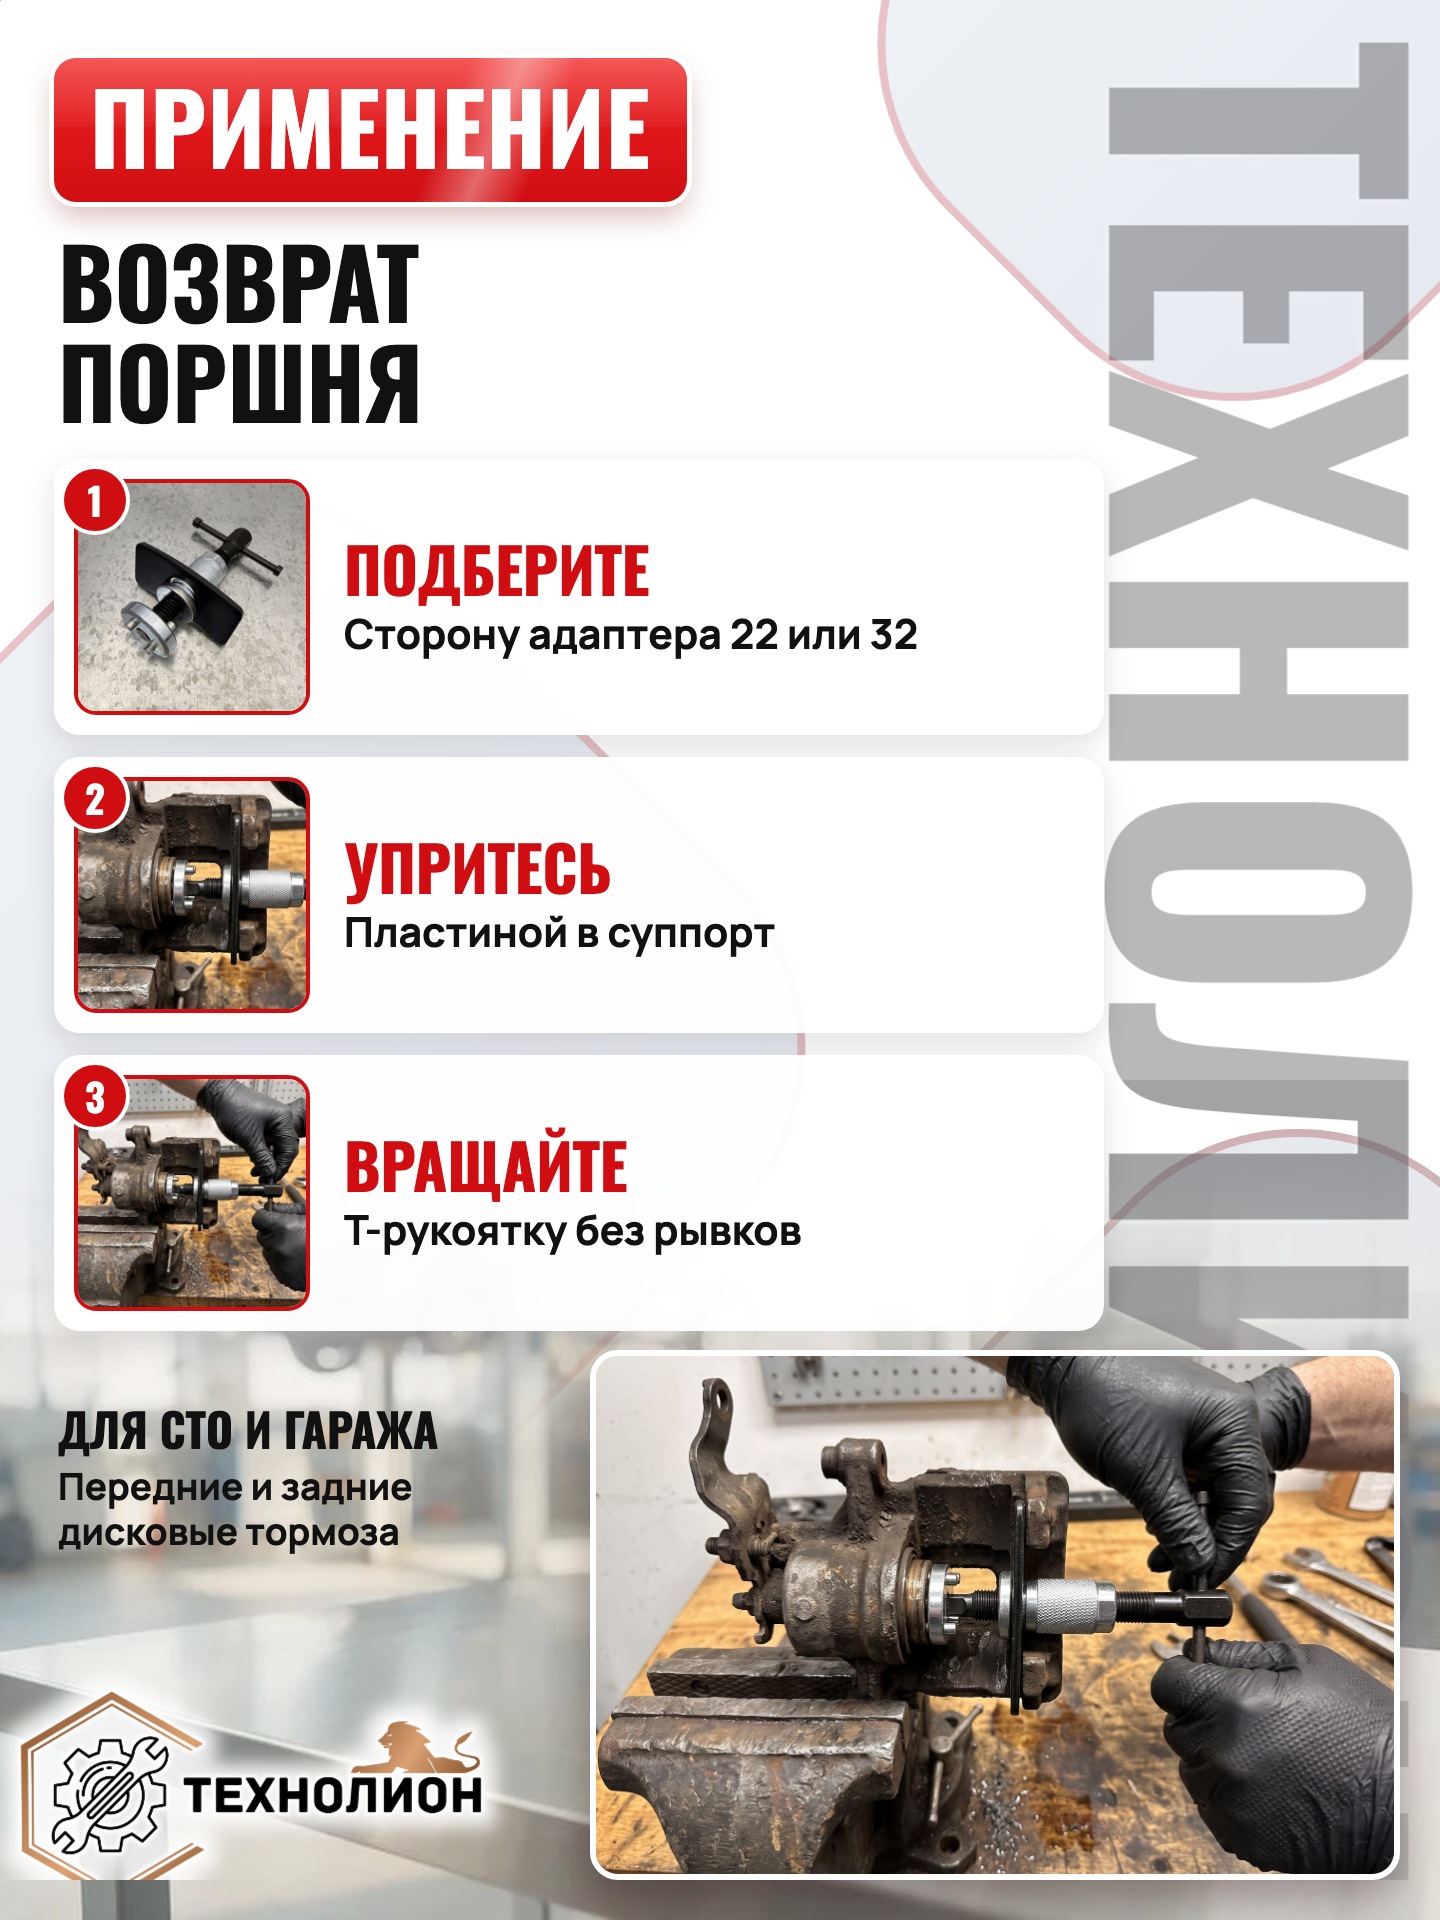 ПРИМЕНЕНИЕ
ВОЗВРАТ
ПОРШНЯ
1
ПОДБЕРИТЕ
Сторону адаптера 22 или 32
2
УПРИТЕСЬ
Пластиной в суппорт
3
ВРАЩАЙТЕ
Т-рукоятку без рывков
ДЛЯ СТО И ГАРАЖА
Передние и задние
дисковые тормоза
ТЕХНОЛИОН
ТЕХНОЛИ